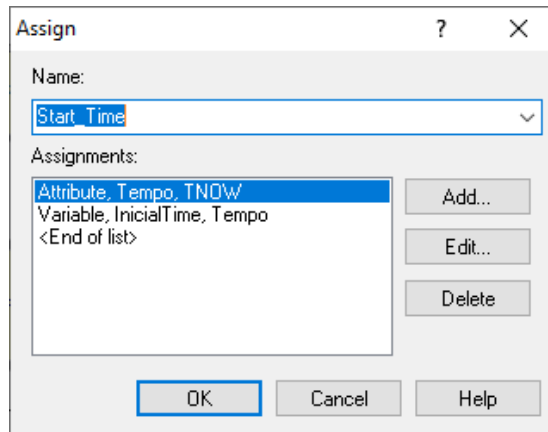 Assign
?
Name:
Start_Time
Assignments:
Attribute, Tempo, TNOW
Variable, InicialTime, Tempo
<End of list>
Add...
Edit...
Delete
OK
Cancel
Help